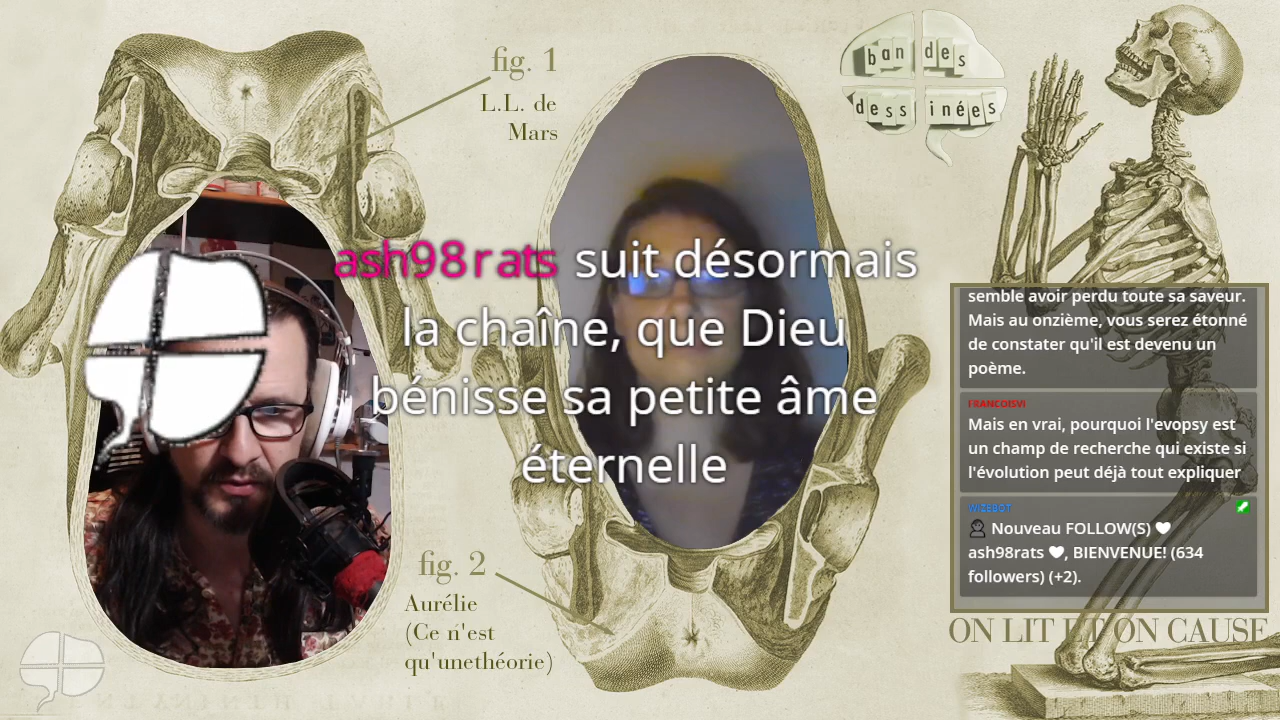 fig. 1
L.L. de
Mars
ban des
dess inées
ash98rats suit désormais
la chaîne, que Dieu
bénisse sa petite âme
éternelle
semble avoir perdu toute sa saveur.
Mais au onzième, vous serez étonné
de constater qu'il est devenu un
poème.
FRANCOISVI
Mais en vrai, pourquoi l'evopsy est
un champ de recherche qui existe si
l'évolution peut déjà tout expliquer
WIZEBOT
Nouveau FOLLOW(S)
ash98rats , BIENVENUE! (634
followers) (+2).
fig. 2
Aurélie
(Ce n'est
qu'unethéorie)
ON LIT ET ON CAUSE